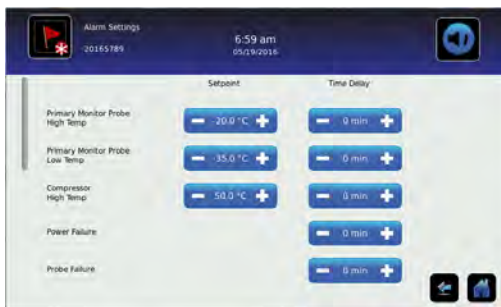 Alarm Settings
20165789
6:59 am
05/19/2016
Setpoint
Time Delay
Primary Monitor Probe
High Temp
-20.0 °C
0 min
Primary Monitor Probe
Low Temp
-35.0 °C
0 min
Compressor
High Temp
50.0 °C
0 min
Power Failure
0 min
Probe Failure
0 min